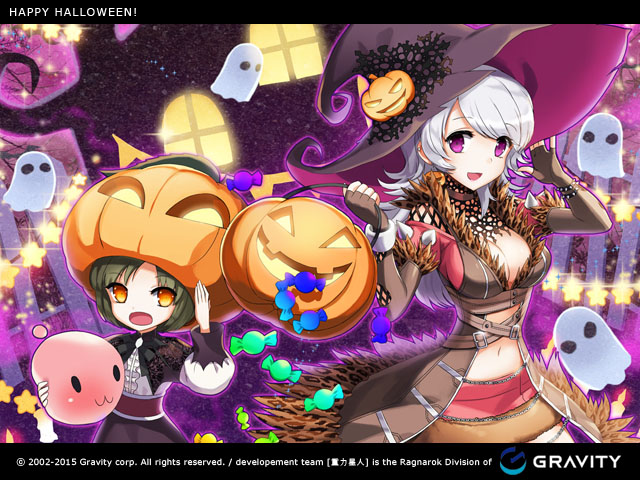 HAPPY HALLOWEEN!
© 2002-2015 Gravity corp. All rights reserved. / developement team [重力星人] is the Ragnarok Division of GRAVITY